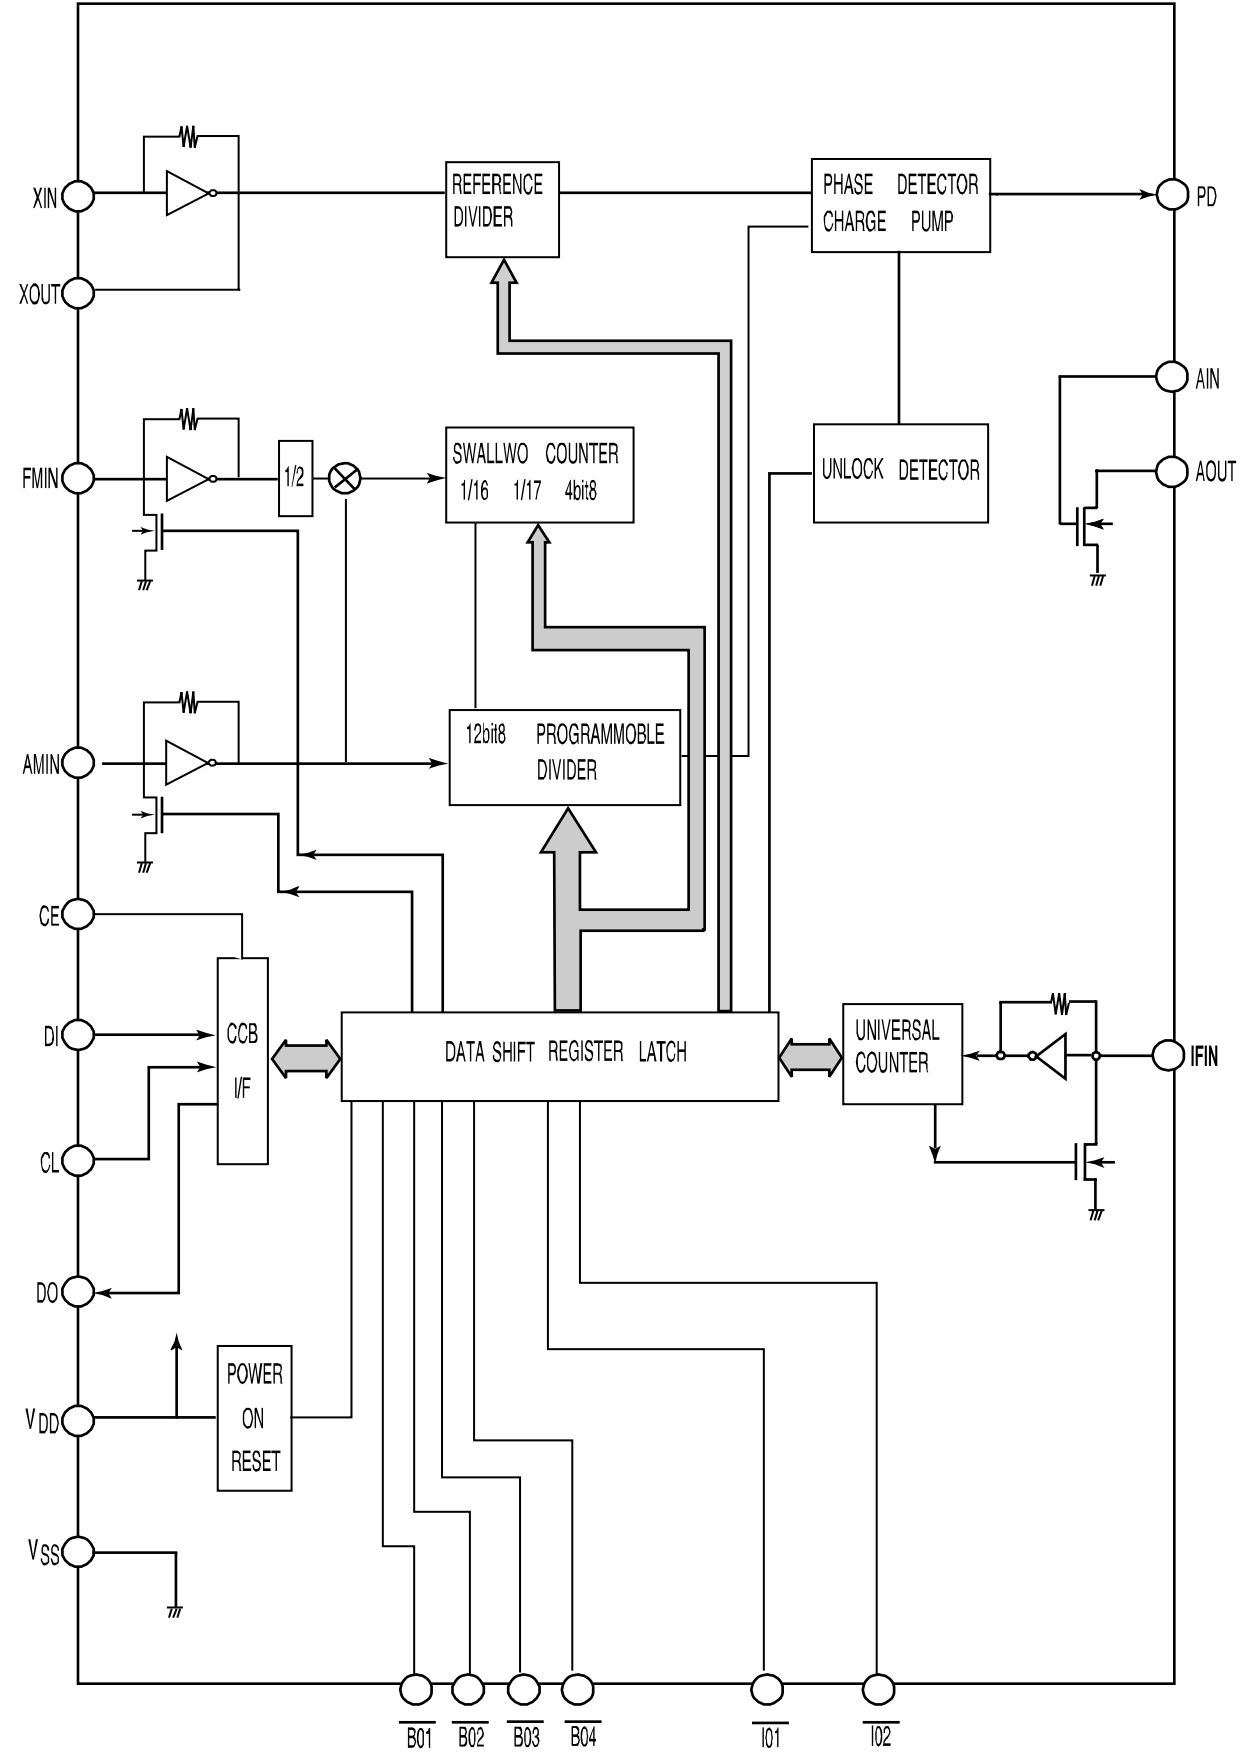 XIN
REFERENCE
DIVIDER
PHASE DETECTOR
CHARGE PUMP
PD
XOUT
AIN
FMIN
1/2
SWALLWO COUNTER
1/16 1/17 4bit8
UNLOCK DETECTOR
AOUT
AMIN
12bit8 PROGRAMMOBLE
DIVIDER
CE
DI
CCB
I/F
DATA SHIFT REGISTER LATCH
UNIVERSAL
COUNTER
IFIN
CL
DO
POWER
ON
RESET
VDD
VSS
B01
B02
B03
B04
I01
I02